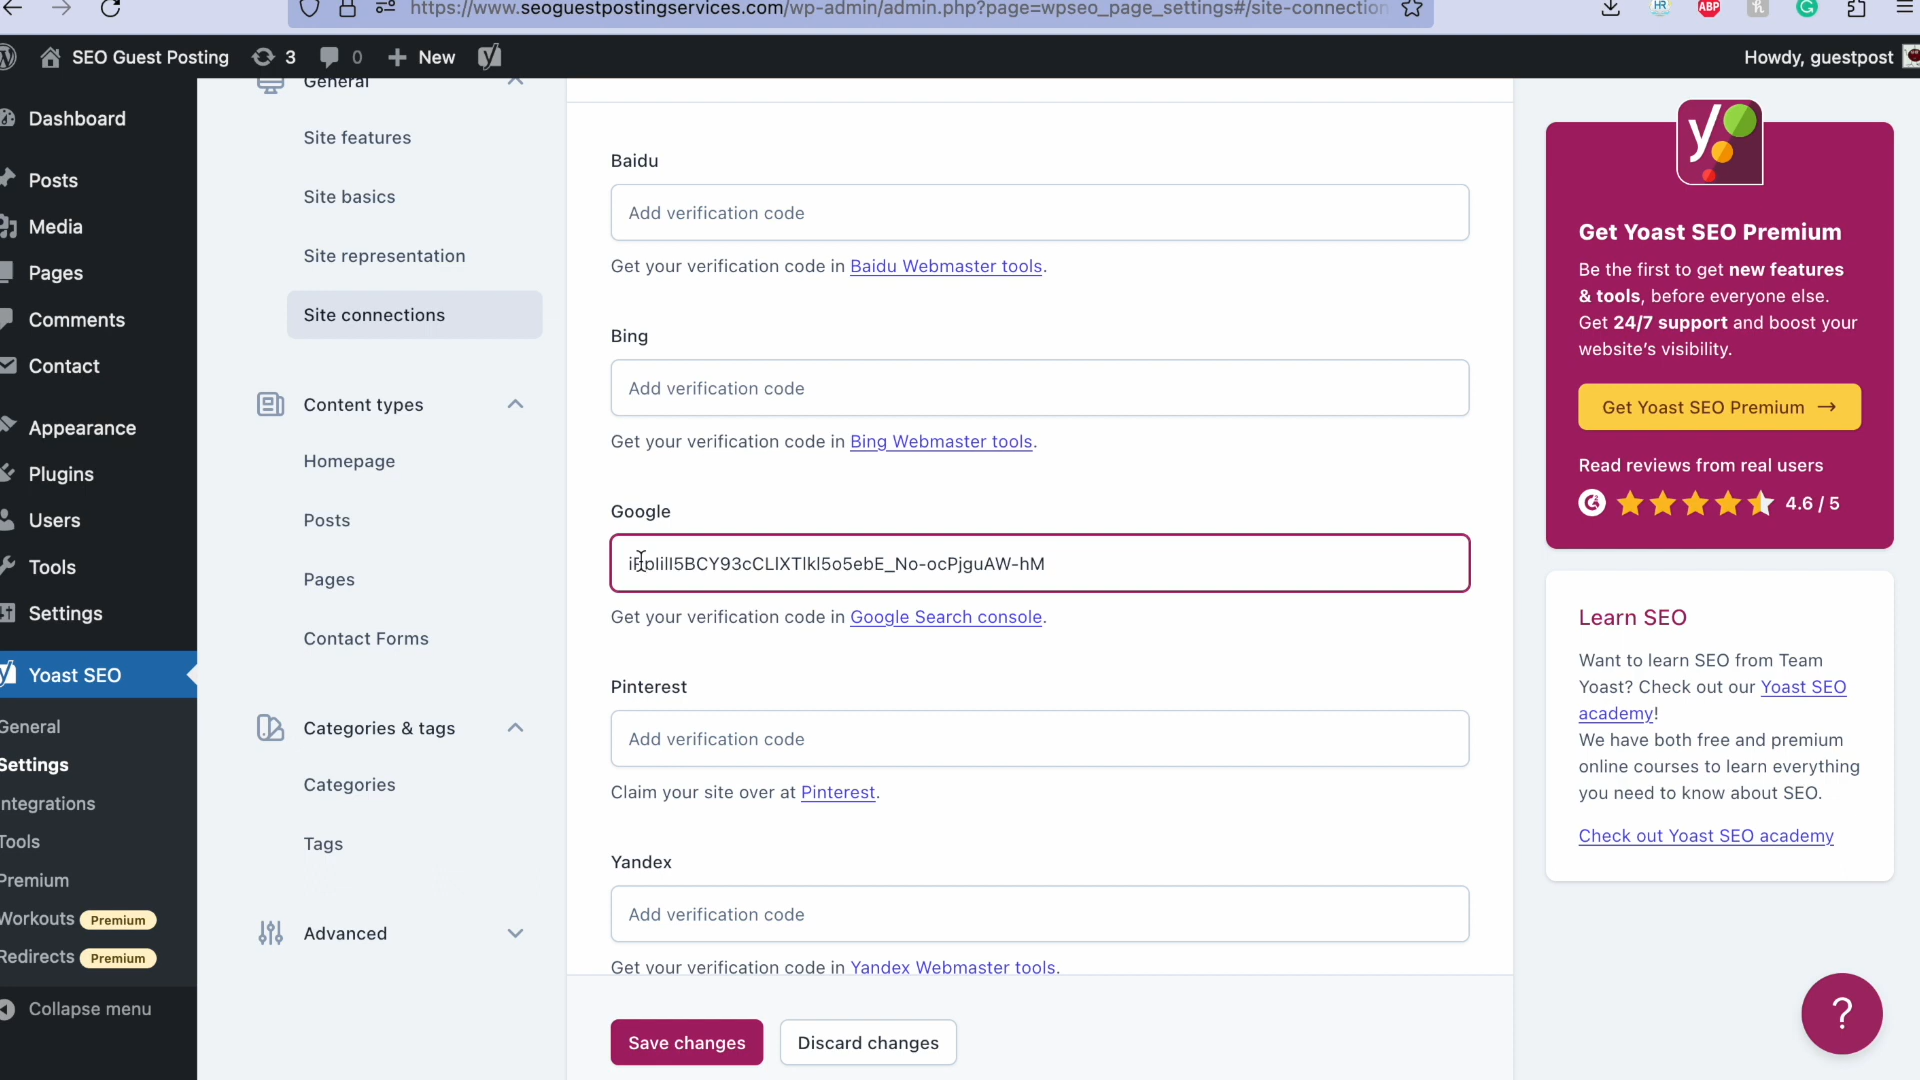 https://www.seoguestpostingservices.com/wp-admin/admin.php?page=wpseo_page_settings#/site-connection
HR
ABP
SEO Guest Posting
3
0
New
Howdy, guestpost
Dashboard
Posts
Media
Pages
Comments
Contact
Appearance
Plugins
Users
Tools
Settings
Yoast SEO
General
Settings
ntegrations
Tools
Premium
Workouts Premium
Redirects Premium
Collapse menu
General
Site features
Site basics
Site representation
Site connections
Content types
Homepage
Posts
Pages
Contact Forms
Categories & tags
Categories
Tags
Advanced
Baidu
Add verification code
Get your verification code in Baidu Webmaster tools.
Bing
Add verification code
Get your verification code in Bing Webmaster tools.
Google
Get your verification code in Google Search console.
Pinterest
Add verification code
Claim your site over at Pinterest.
Yandex
Add verification code
Get your verification code in Yandex Webmaster tools.
Save changes
Discard changes
Get Yoast SEO Premium
Be the first to get new features
& tools, before everyone else.
Get 24/7 support and boost your
website's visibility.
Get Yoast SEO Premium →
Read reviews from real users
4.6 / 5
Learn SEO
Want to learn SEO from Team
Yoast? Check out our Yoast SEO
academy!
We have both free and premium
online courses to learn everything
you need to know about SEO.
Check out Yoast SEO academy
?